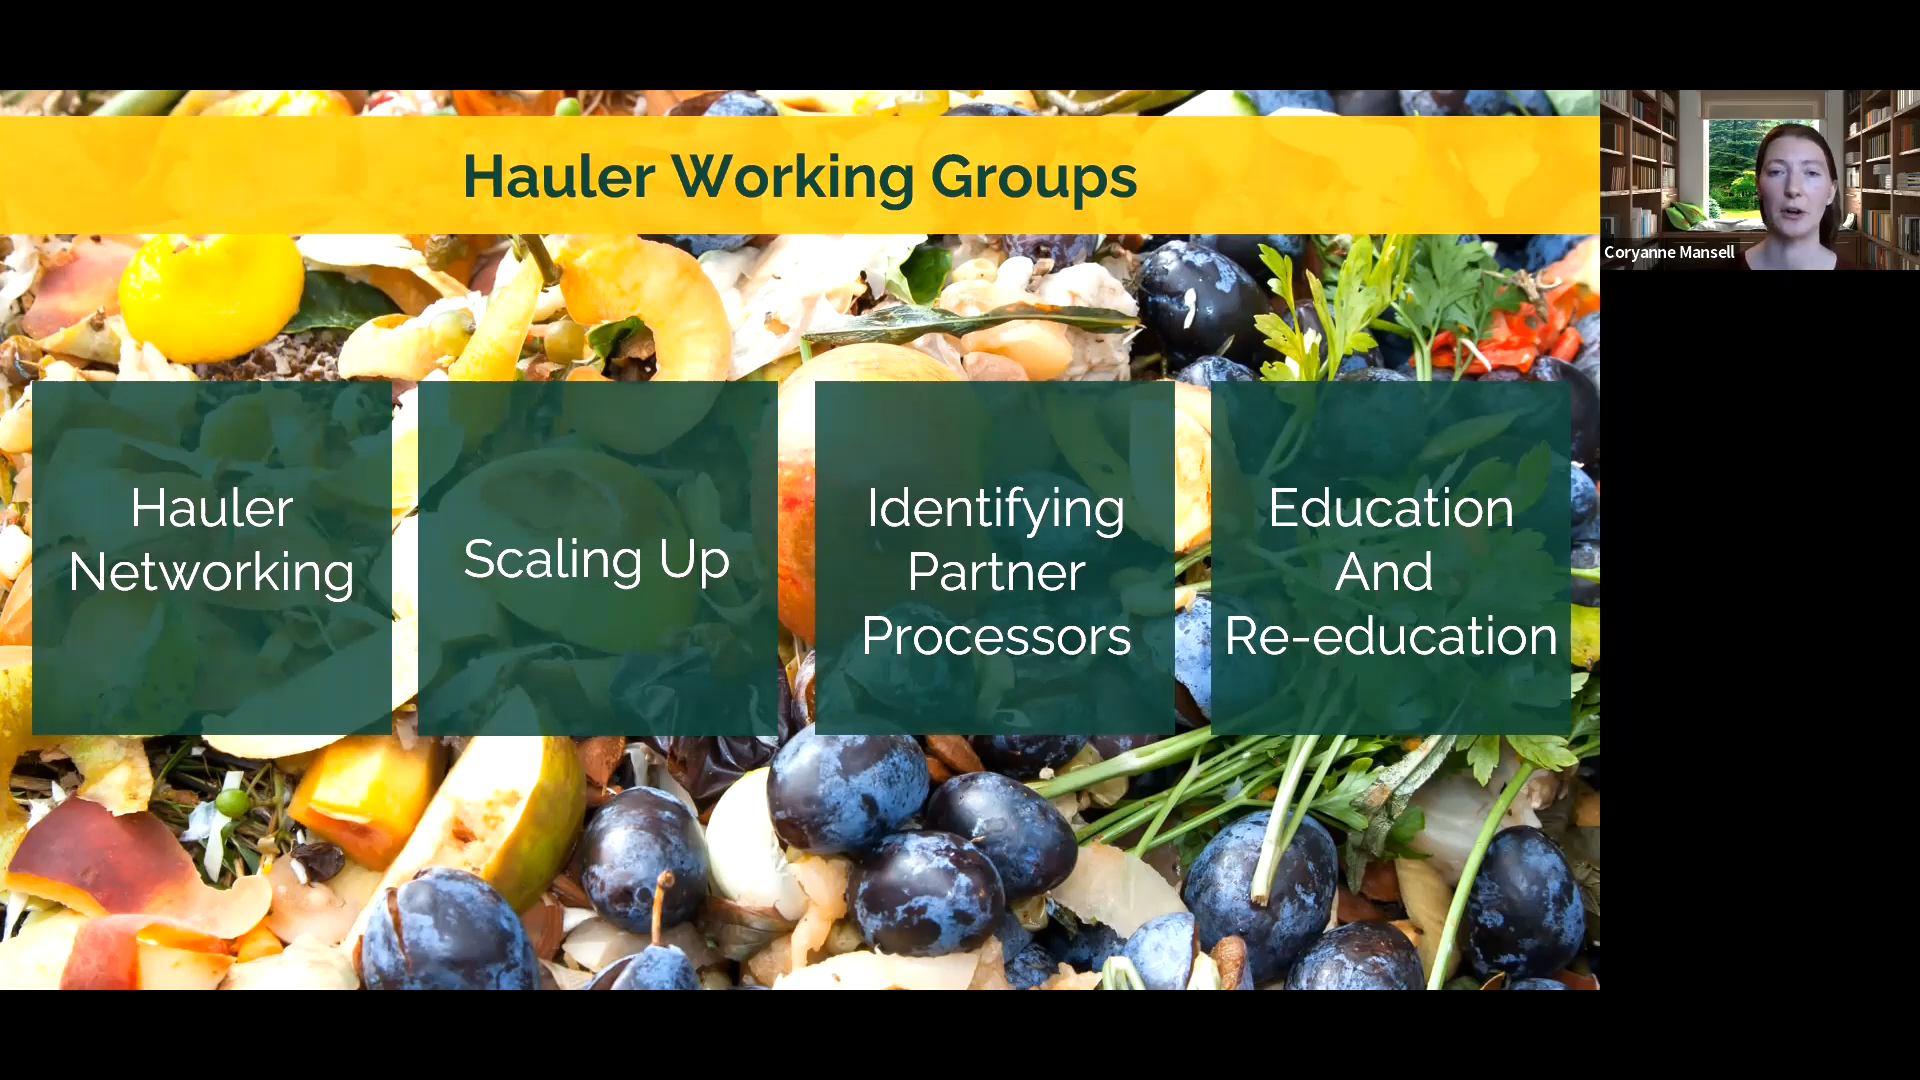 Hauler Working Groups
Hauler
Networking
Scaling Up
Identifying
Partner
Processors
Education
And
Re-education
Coryanne Mansell